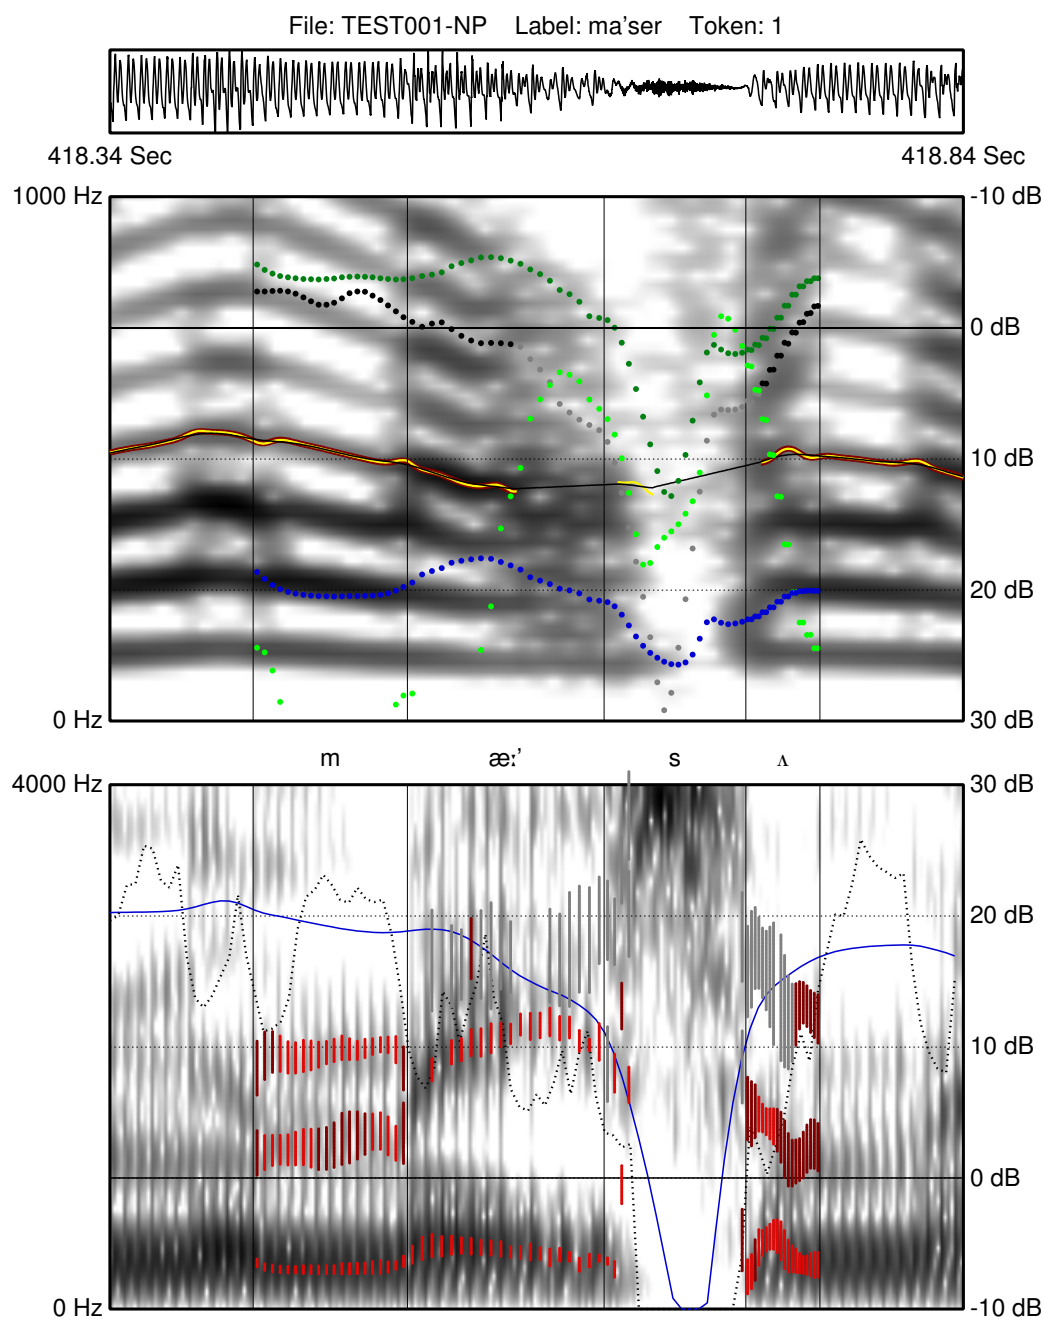 File: TEST001-NP Label: ma'ser Token: 1
418.34 Sec 418.84 Sec
1000 Hz -10 dB
0 dB
10 dB
20 dB
0 Hz 30 dB
m æː’ s ʌ
4000 Hz 30 dB
20 dB
10 dB
0 dB
0 Hz -10 dB